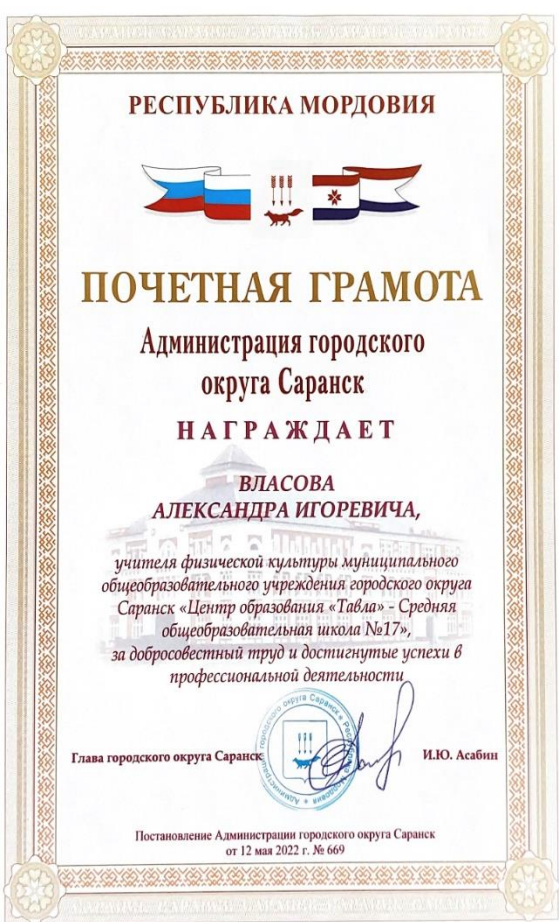 РЕСПУБЛИКА МОРДОВИЯ
ПОЧЕТНАЯ ГРАМОТА
Администрация городского
округа Саранск
НАГРАЖДАЕТ
ВЛАСОВА
АЛЕКСАНДРА ИГОРЕВИЧА,
учителя физической культуры муниципального
общеобразовательного учреждения городского округа
Саранск «Центр образования «Тавла» - Средняя
общеобразовательная школа №17»,
за добросовестный труд и достигнутые успехи в
профессиональной деятельности
Глава городского округа Саранск
И.Ю. Асабин
Постановление Администрации городского округа Саранск
от 12 мая 2022 г. № 669